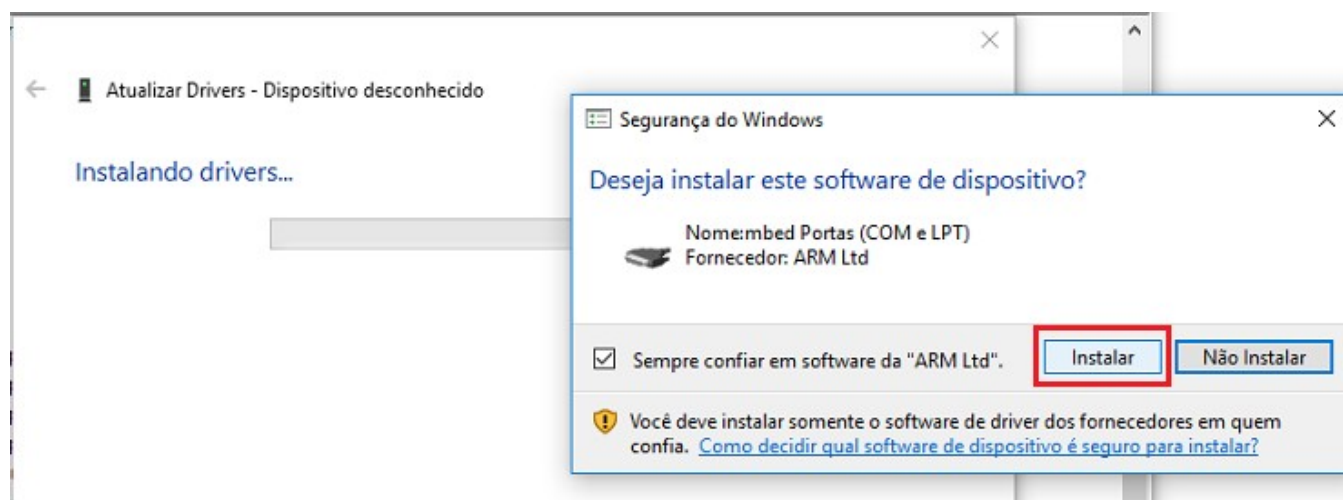 Atualizar Drivers - Dispositivo desconhecido
Instalando drivers...
Segurança do Windows
Deseja instalar este software de dispositivo?
Nome:mbed Portas (COM e LPT)
Fornecedor: ARM Ltd
Sempre confiar em software da "ARM Ltd".
Instalar
Não Instalar
Você deve instalar somente o software de driver dos fornecedores em quem
confia. Como decidir qual software de dispositivo é seguro para instalar?